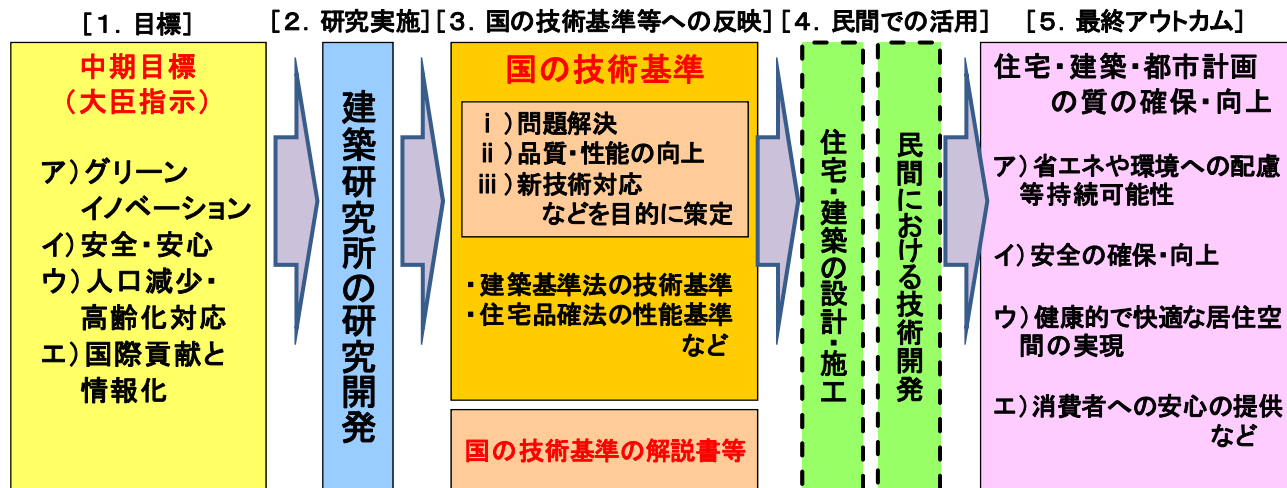 [1．目標]
[2．研究実施]
[3．国の技術基準等への反映]
[4．民間での活用]
[5．最終アウトカム]
中期目標
（大臣指示）
ア）グリーン
イノベーション
イ）安全・安心
ウ）人口減少・
高齢化対応
エ）国際貢献と
情報化
建築研究所の研究開発
国の技術基準
ⅰ）問題解決
ⅱ）品質・性能の向上
ⅲ）新技術対応
などを目的に策定
・建築基準法の技術基準
・住宅品確法の性能基準
など
国の技術基準の解説書等
住宅・建築の設計・施工
民間における技術開発
住宅・建築・都市計画
の質の確保・向上
ア）省エネや環境への配慮
等持続可能性
イ）安全の確保・向上
ウ）健康的で快適な居住空
間の実現
エ）消費者への安心の提供
など